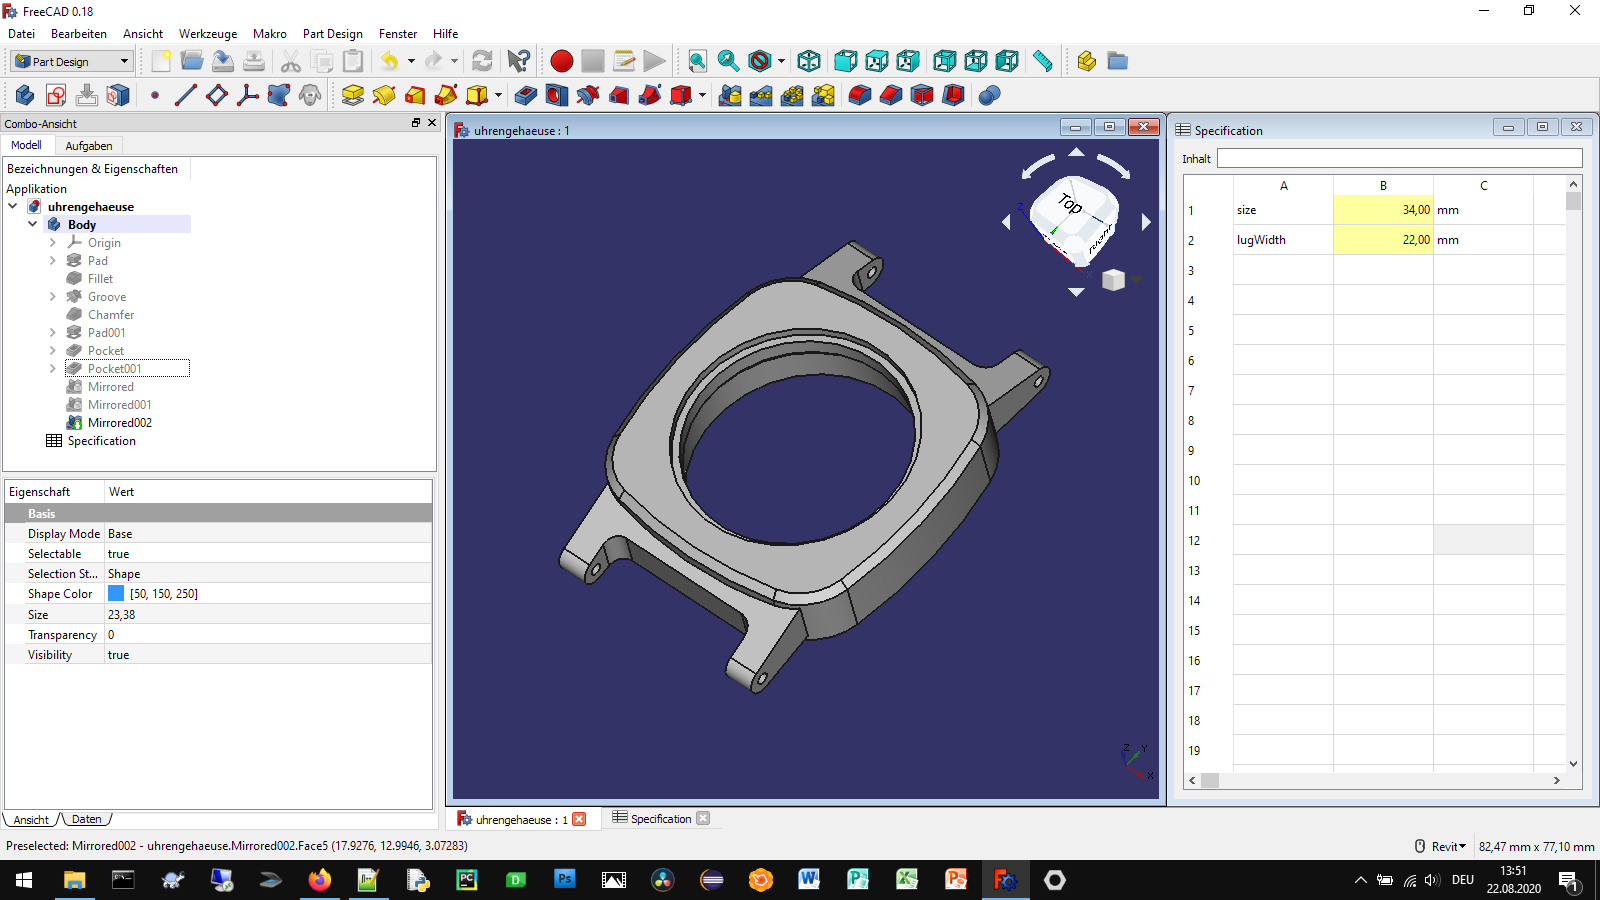 FreeCAD 0.18
Datei Bearbeiten Ansicht Werkzeuge Makro Part Design Fenster Hilfe
Part Design
Combo-Ansicht
Modell Aufgaben
Bezeichnungen & Eigenschaften
Applikation
uhrengehaeuse
Body
Origin
Pad
Fillet
Groove
Chamfer
Pad001
Pocket
Pocket001
Mirrored
Mirrored001
Mirrored002
Specification
Eigenschaft Wert
Basis
Display Mode Base
Selectable true
Selection St... Shape
Shape Color [50, 150, 250]
Size 23,38
Transparency 0
Visibility true
Ansicht Daten
uhrengehaeuse : 1
Top
Z
Z Y
X
uhrengehaeuse : 1 Specification
Specification
Inhalt
A B C
1 size 34,00 mm
2 lugWidth 22,00 mm
3
4
5
6
7
8
9
10
11
12
13
14
15
16
17
18
19
Preselected: Mirrored002 - uhrengehaeuse.Mirrored002.Face5 (17.9276, 12.9946, 3.07283)
Revit 82,47 mm x 77,10 mm
DEU
13:51
22.08.2020
1